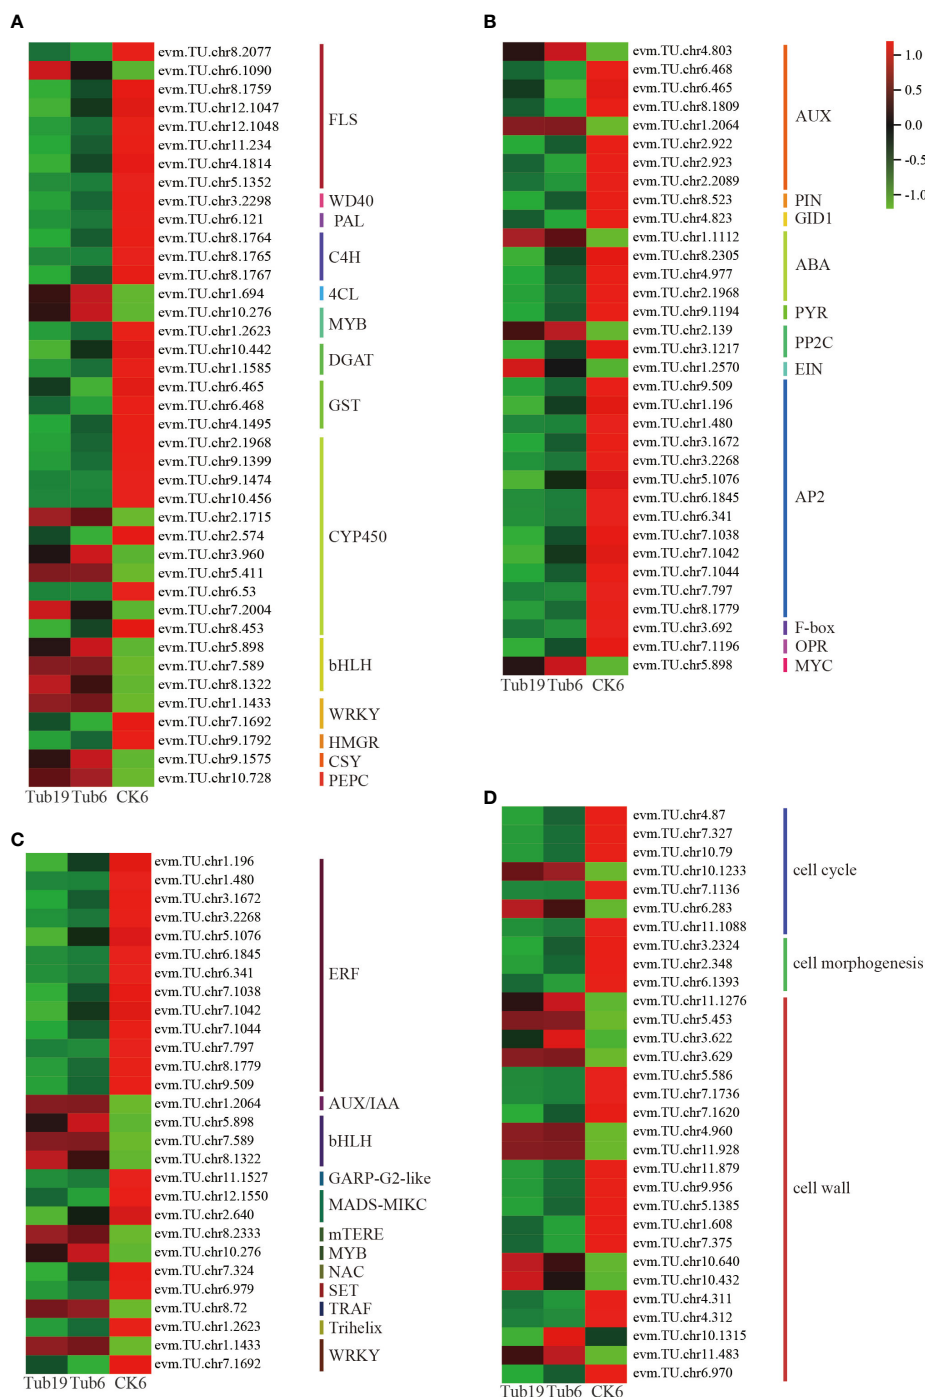 A
evm.TU.chr8.2077
evm.TU.chr6.1090
evm.TU.chr8.1759
evm.TU.chr12.1047
evm.TU.chr12.1048
evm.TU.chr11.234
evm.TU.chr4.1814
evm.TU.chr5.1352
evm.TU.chr3.2298
evm.TU.chr6.121
evm.TU.chr8.1764
evm.TU.chr8.1765
evm.TU.chr8.1767
evm.TU.chr1.694
evm.TU.chr10.276
evm.TU.chr1.2623
evm.TU.chr10.442
evm.TU.chr1.1585
evm.TU.chr6.465
evm.TU.chr6.468
evm.TU.chr4.1495
evm.TU.chr2.1968
evm.TU.chr9.1399
evm.TU.chr9.1474
evm.TU.chr10.456
evm.TU.chr2.1715
evm.TU.chr2.574
evm.TU.chr3.960
evm.TU.chr5.411
evm.TU.chr6.53
evm.TU.chr7.2004
evm.TU.chr8.453
evm.TU.chr5.898
evm.TU.chr7.589
evm.TU.chr8.1322
evm.TU.chr1.1433
evm.TU.chr7.1692
evm.TU.chr9.1792
evm.TU.chr9.1575
evm.TU.chr10.728
FLS
WD40
PAL
C4H
4CL
MYB
DGAT
GST
CYP450
bHLH
WRKY
HMGR
CSY
PEPC
Tub19 Tub6 CK6
B
evm.TU.chr4.803
evm.TU.chr6.468
evm.TU.chr6.465
evm.TU.chr8.1809
evm.TU.chr1.2064
evm.TU.chr2.922
evm.TU.chr2.923
evm.TU.chr2.2089
evm.TU.chr8.523
evm.TU.chr4.823
evm.TU.chr1.1112
evm.TU.chr8.2305
evm.TU.chr4.977
evm.TU.chr2.1968
evm.TU.chr9.1194
evm.TU.chr2.139
evm.TU.chr3.1217
evm.TU.chr1.2570
evm.TU.chr9.509
evm.TU.chr1.196
evm.TU.chr1.480
evm.TU.chr3.1672
evm.TU.chr3.2268
evm.TU.chr5.1076
evm.TU.chr6.1845
evm.TU.chr6.341
evm.TU.chr7.1038
evm.TU.chr7.1042
evm.TU.chr7.1044
evm.TU.chr7.797
evm.TU.chr8.1779
evm.TU.chr3.692
evm.TU.chr7.1196
evm.TU.chr5.898
AUX
PIN
GID1
ABA
PYR
PP2C
EIN
AP2
F-box
OPR
MYC
Tub19 Tub6 CK6
1.0
0.5
0.0
-0.5
-1.0
C
evm.TU.chr1.196
evm.TU.chr1.480
evm.TU.chr3.1672
evm.TU.chr3.2268
evm.TU.chr5.1076
evm.TU.chr6.1845
evm.TU.chr6.341
evm.TU.chr7.1038
evm.TU.chr7.1042
evm.TU.chr7.1044
evm.TU.chr7.797
evm.TU.chr8.1779
evm.TU.chr9.509
evm.TU.chr1.2064
evm.TU.chr5.898
evm.TU.chr7.589
evm.TU.chr8.1322
evm.TU.chr11.1527
evm.TU.chr12.1550
evm.TU.chr2.640
evm.TU.chr8.2333
evm.TU.chr10.276
evm.TU.chr7.324
evm.TU.chr6.979
evm.TU.chr8.72
evm.TU.chr1.2623
evm.TU.chr1.1433
evm.TU.chr7.1692
ERF
AUX/IAA
bHLH
GARP-G2-like
MADS-MIKC
mTERE
MYB
NAC
SET
TRAF
Trihelix
WRKY
Tub19 Tub6 CK6
D
evm.TU.chr4.87
evm.TU.chr7.327
evm.TU.chr10.79
evm.TU.chr10.1233
evm.TU.chr7.1136
evm.TU.chr6.283
evm.TU.chr11.1088
evm.TU.chr3.2324
evm.TU.chr2.348
evm.TU.chr6.1393
evm.TU.chr11.1276
evm.TU.chr5.453
evm.TU.chr3.622
evm.TU.chr3.629
evm.TU.chr5.586
evm.TU.chr7.1736
evm.TU.chr7.1620
evm.TU.chr4.960
evm.TU.chr11.928
evm.TU.chr11.879
evm.TU.chr9.956
evm.TU.chr5.1385
evm.TU.chr1.608
evm.TU.chr7.375
evm.TU.chr10.640
evm.TU.chr10.432
evm.TU.chr4.311
evm.TU.chr4.312
evm.TU.chr10.1315
evm.TU.chr11.483
evm.TU.chr6.970
cell cycle
cell morphogenesis
cell wall
Tub19 Tub6 CK6